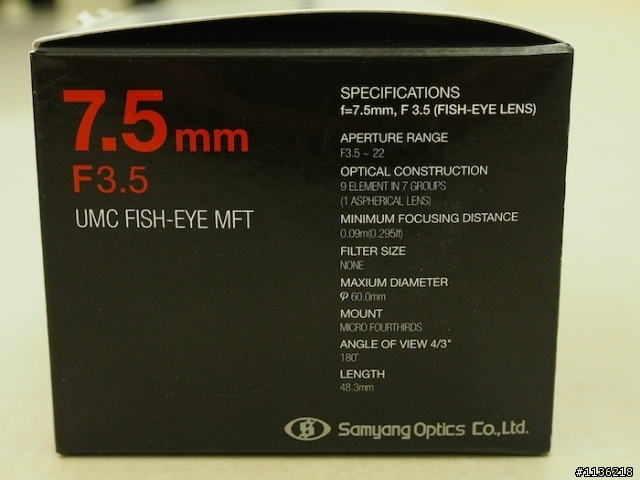 7.5mm
F3.5
UMC FISH-EYE MFT
SPECIFICATIONS
f=7.5mm, F 3.5 (FISH-EYE LENS)
APERTURE RANGE
F3.5 ~ 22
OPTICAL CONSTRUCTION
9 ELEMENT IN 7 GROUPS
(1 ASPHERICAL LENS)
MINIMUM FOCUSING DISTANCE
0.09m(0.295ft)
FILTER SIZE
NONE
MAXIUM DIAMETER
φ 60.0mm
MOUNT
MICRO FOURTHIRDS
ANGLE OF VIEW 4/3"
180°
LENGTH
48.3mm
Samyang Optics Co.,Ltd.
#1136218